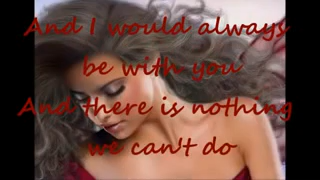 And I would always
be with you
And there is nothing
we can't do